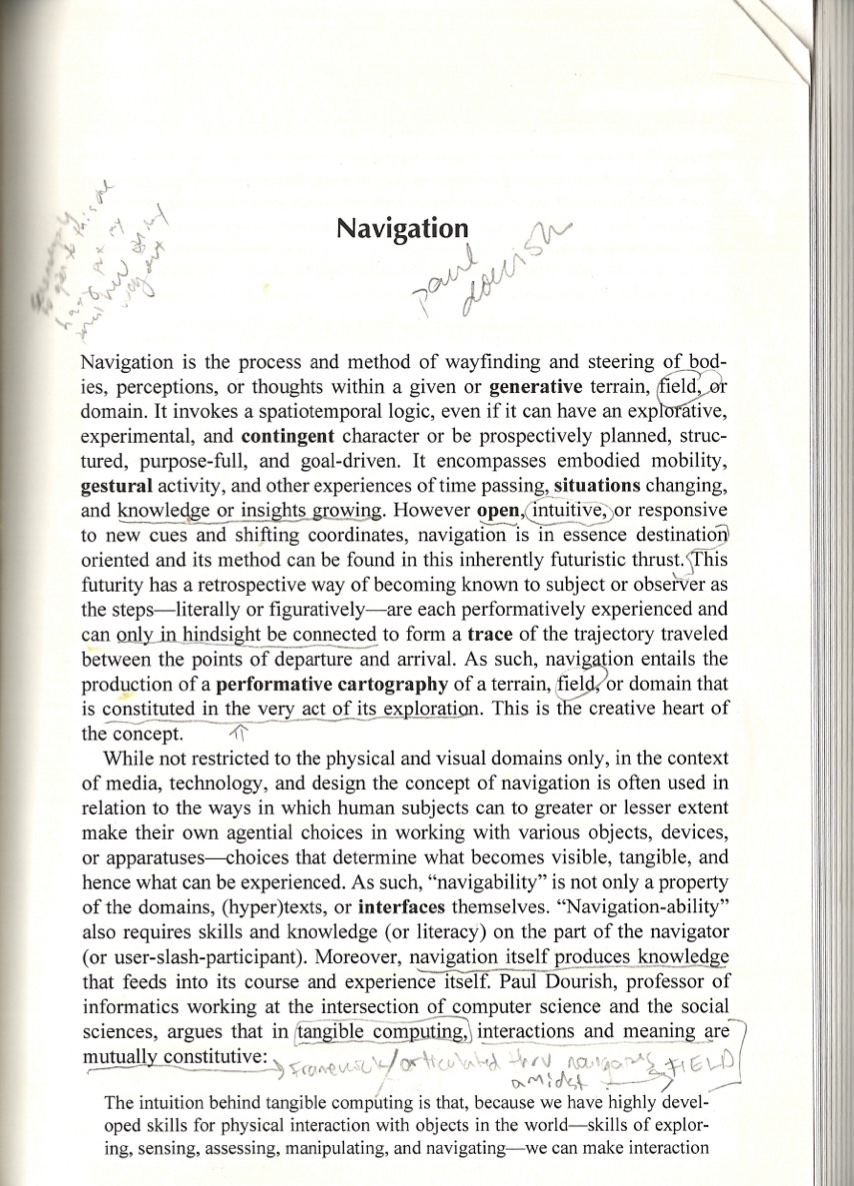 Navigation
paul
dourish
Navigation is the process and method of wayfinding and steering of bod-
ies, perceptions, or thoughts within a given or generative terrain, field, or
domain. It invokes a spatiotemporal logic, even if it can have an explorative,
experimental, and contingent character or be prospectively planned, struc-
tured, purpose-full, and goal-driven. It encompasses embodied mobility,
gestural activity, and other experiences of time passing, situations changing,
and knowledge or insights growing. However open, intuitive, or responsive
to new cues and shifting coordinates, navigation is in essence destination
oriented and its method can be found in this inherently futuristic thrust. This
futurity has a retrospective way of becoming known to subject or observer as
the steps—literally or figuratively—are each performatively experienced and
can only in hindsight be connected to form a trace of the trajectory traveled
between the points of departure and arrival. As such, navigation entails the
production of a performative cartography of a terrain, field, or domain that
is constituted in the very act of its exploration. This is the creative heart of
the concept.
While not restricted to the physical and visual domains only, in the context
of media, technology, and design the concept of navigation is often used in
relation to the ways in which human subjects can to greater or lesser extent
make their own agential choices in working with various objects, devices,
or apparatuses—choices that determine what becomes visible, tangible, and
hence what can be experienced. As such, “navigability” is not only a property
of the domains, (hyper)texts, or interfaces themselves. “Navigation-ability”
also requires skills and knowledge (or literacy) on the part of the navigator
(or user-slash-participant). Moreover, navigation itself produces knowledge
that feeds into its course and experience itself. Paul Dourish, professor of
informatics working at the intersection of computer science and the social
sciences, argues that in tangible computing, interactions and meaning are
mutually constitutive:
articulated thru FIELD
amidst
The intuition behind tangible computing is that, because we have highly devel-
oped skills for physical interaction with objects in the world—skills of explor-
ing, sensing, assessing, manipulating, and navigating—we can make interaction